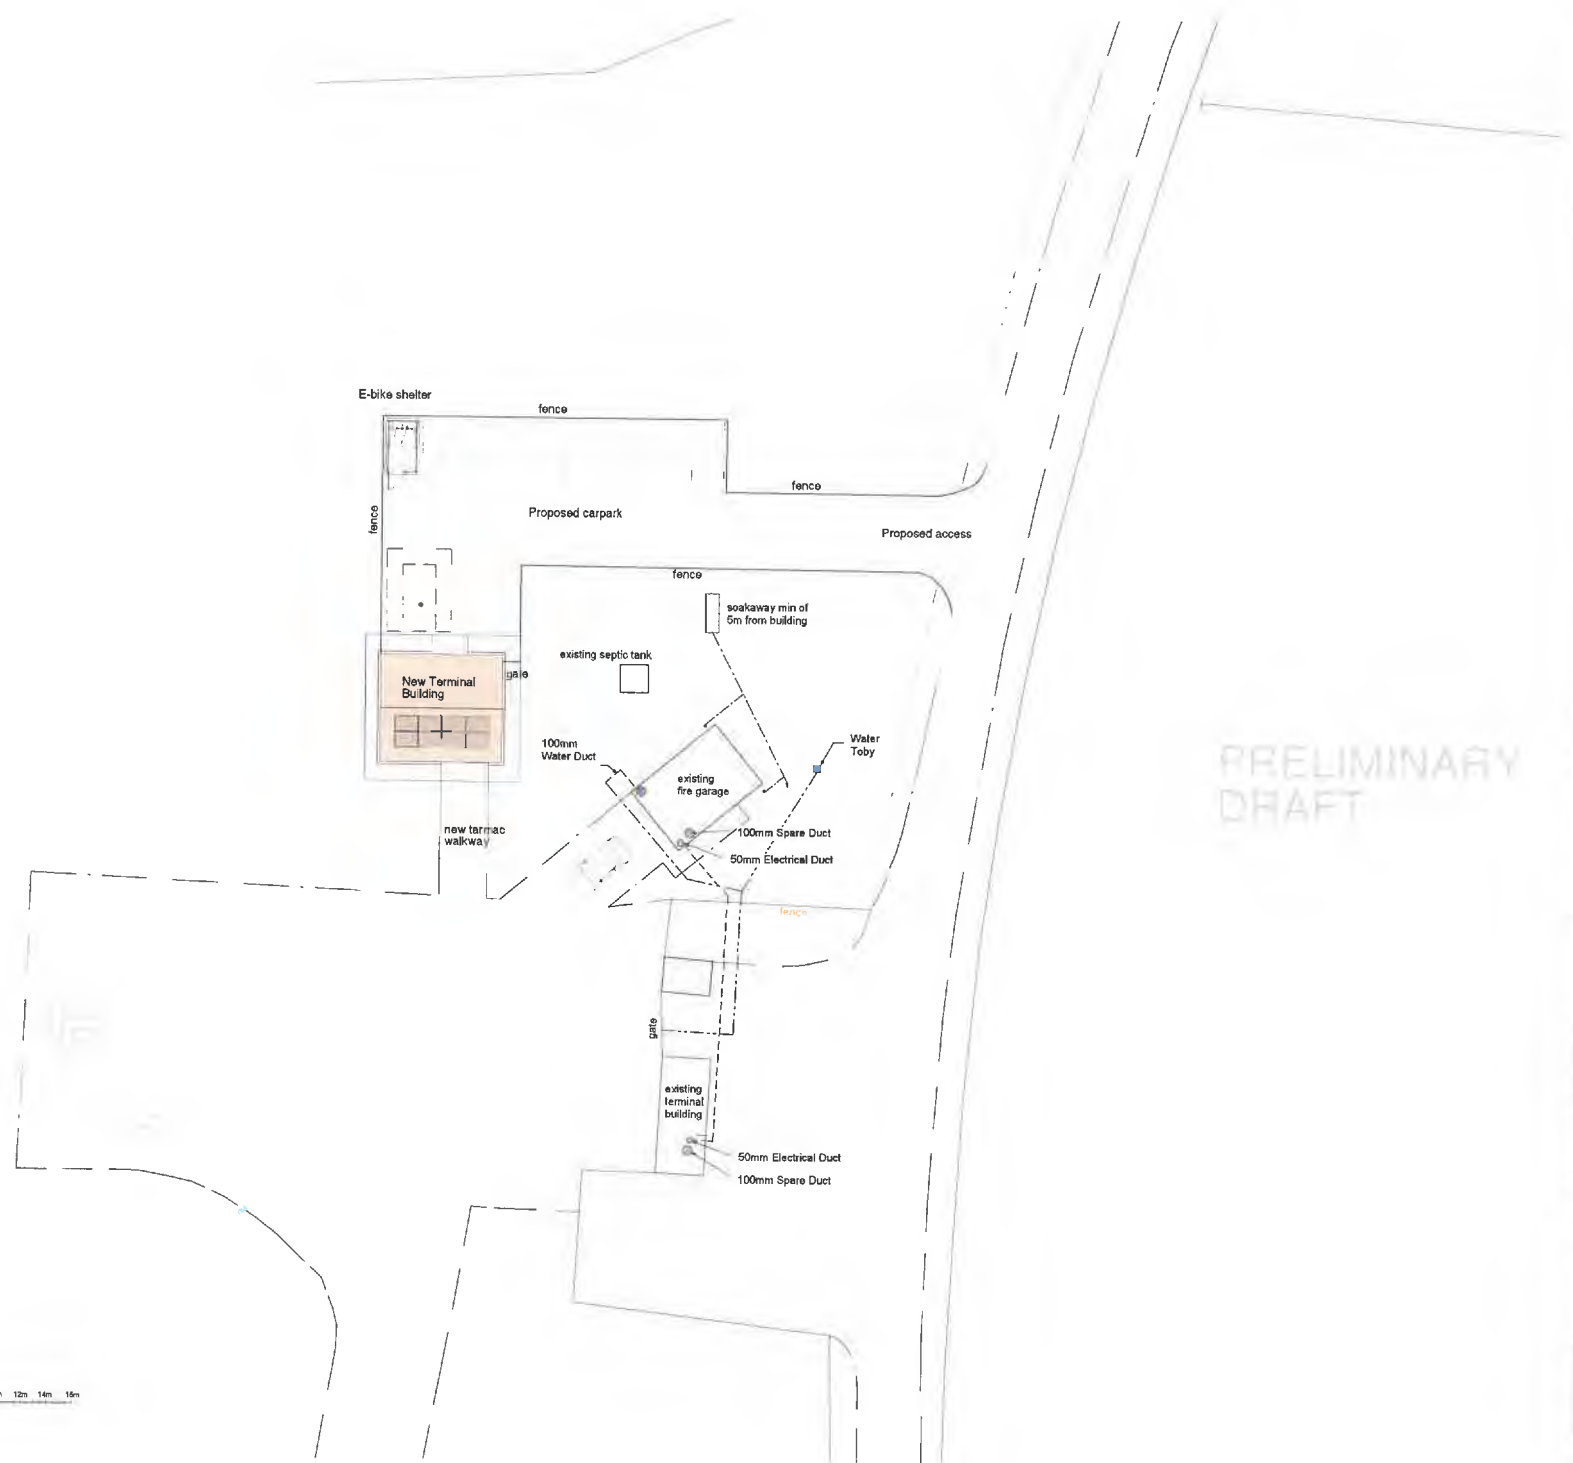 E-bike shelter
fence
fence
fence
Proposed carpark
Proposed access
fence
soakaway min of
5m from building
existing septic tank
gate
New Terminal
Building
100mm
Water Duct
Water
Toby
existing
fire garage
new tarmac
walkway
100mm Spare Duct
50mm Electrical Duct
fence
PRELIMINARY
DRAFT
gate
existing
terminal
building
50mm Electrical Duct
100mm Spare Duct
12m 14m 16m